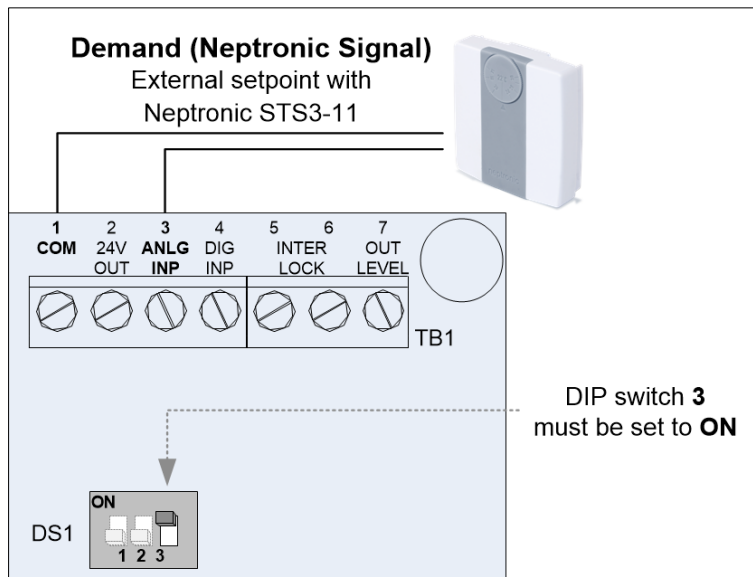 Demand (Neptronic Signal)
External setpoint with
Neptronic STS3-11
1 2 3 4 5 6 7
COM 24V ANLG DIG INTER OUT
OUT INP INP LOCK LEVEL
TB1
DIP switch 3
must be set to ON
ON
DS1
1 2 3